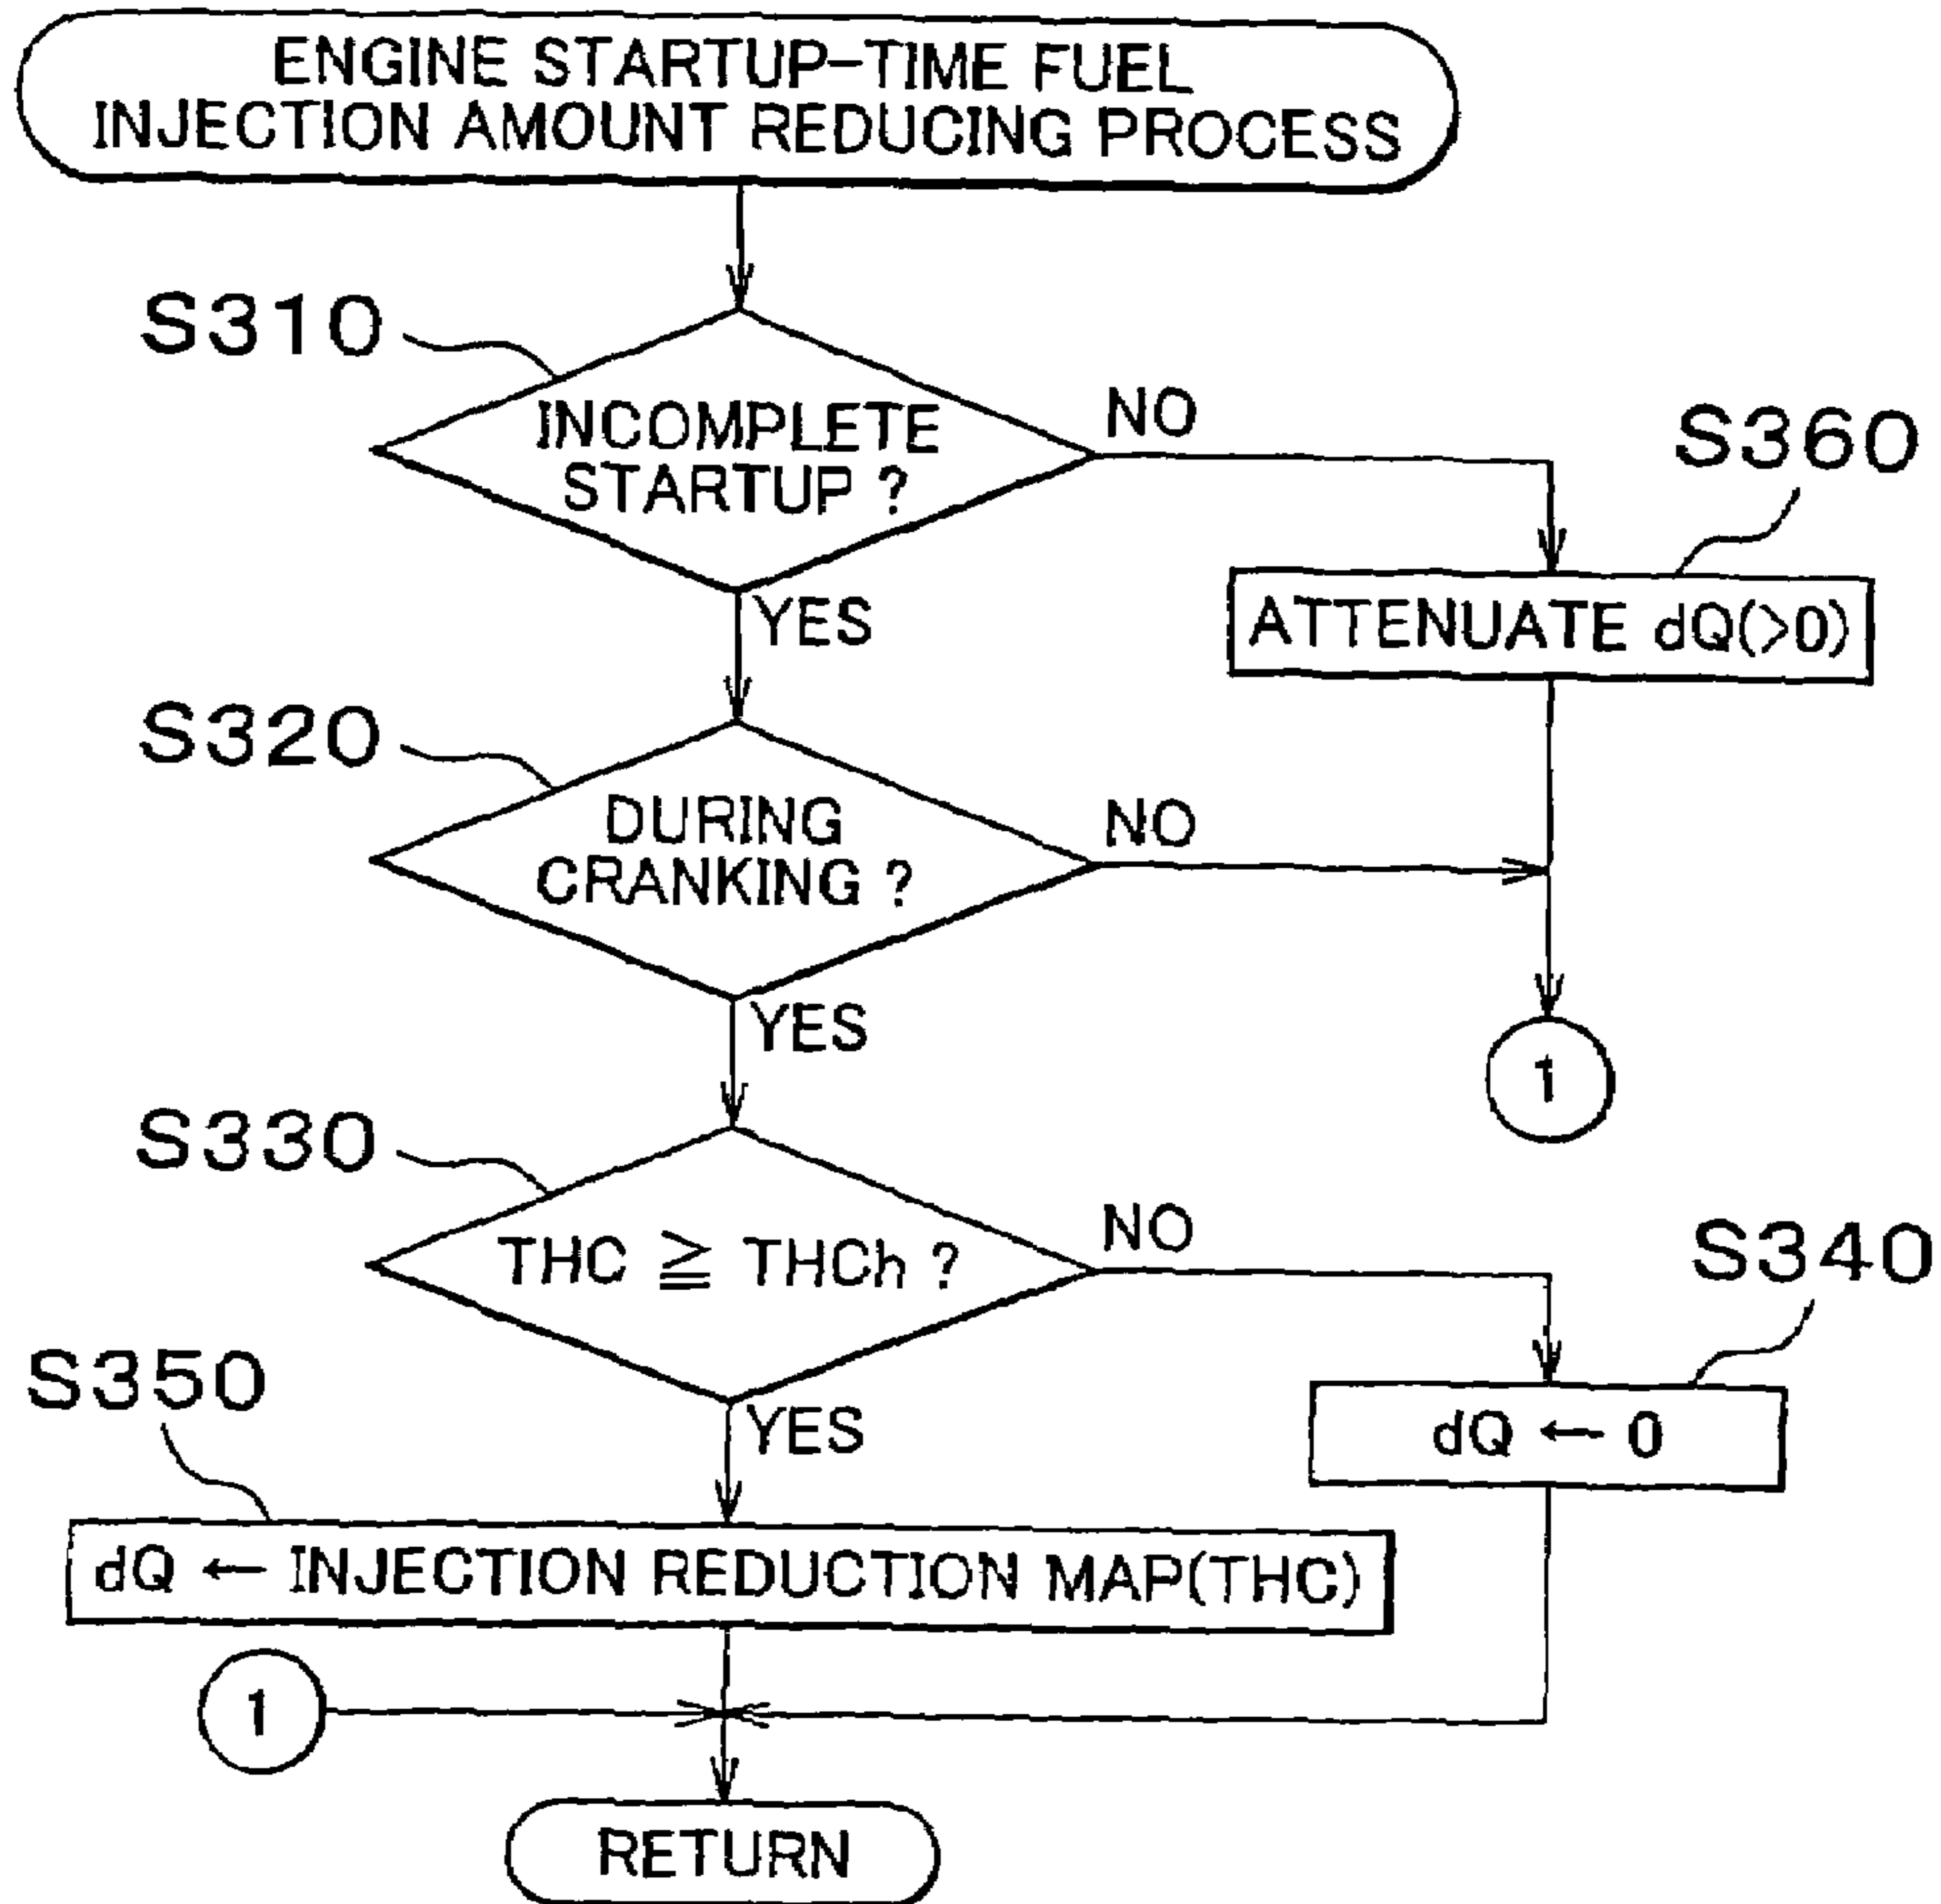 ENGINE STARTUP-TIME FUEL
INJECTION AMOUNT REDUCING PROCESS
S310
INCOMPLETE
STARTUP ?
NO
YES
S360
ATTENUATE dQ(>0)
S320
DURING
CRANKING ?
NO
YES
1
S330
THC ≧ THCh ?
NO
YES
S340
dQ ← 0
S350
dQ ← INJECTION REDUCTION MAP(THC)
1
RETURN